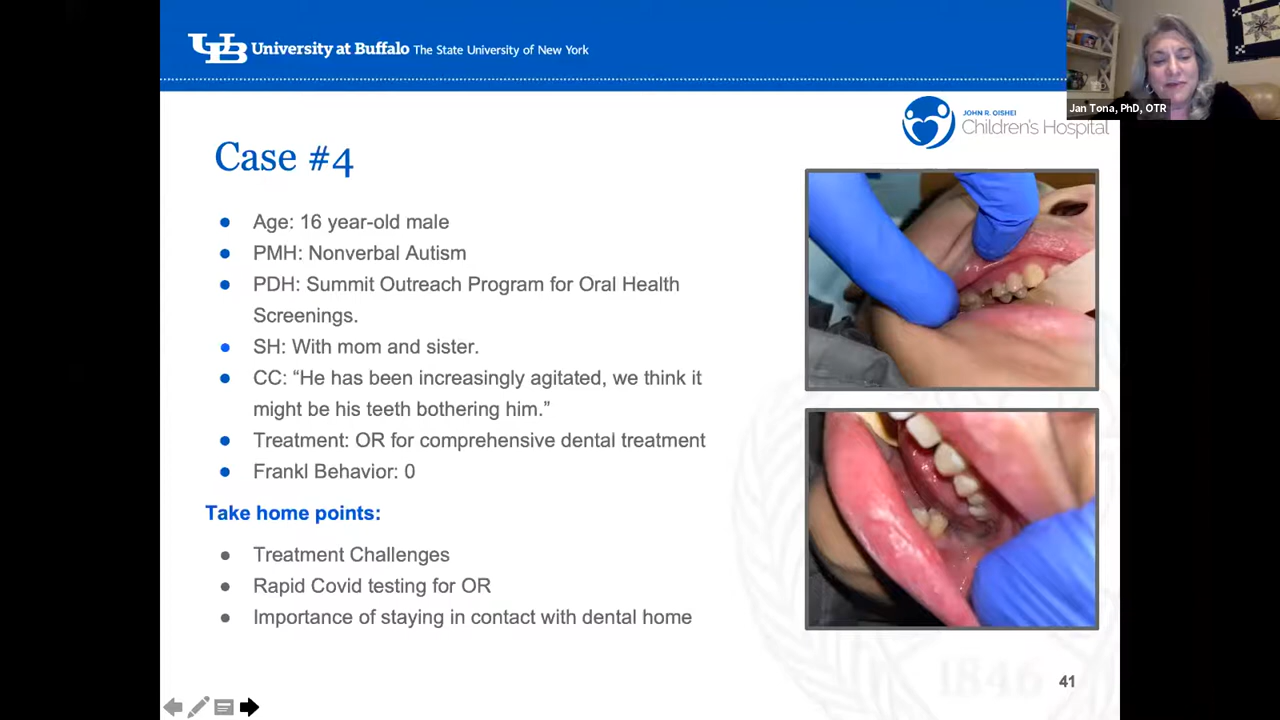 University at Buffalo The State University of New York
Jan Tona, PhD, OTR
JOHN R. OISHEI
Children's Hospital
Case #4
Age: 16 year-old male
PMH: Nonverbal Autism
PDH: Summit Outreach Program for Oral Health
Screenings.
SH: With mom and sister.
CC: “He has been increasingly agitated, we think it
might be his teeth bothering him.”
Treatment: OR for comprehensive dental treatment
Frankl Behavior: 0
Take home points:
Treatment Challenges
Rapid Covid testing for OR
Importance of staying in contact with dental home
1846
41